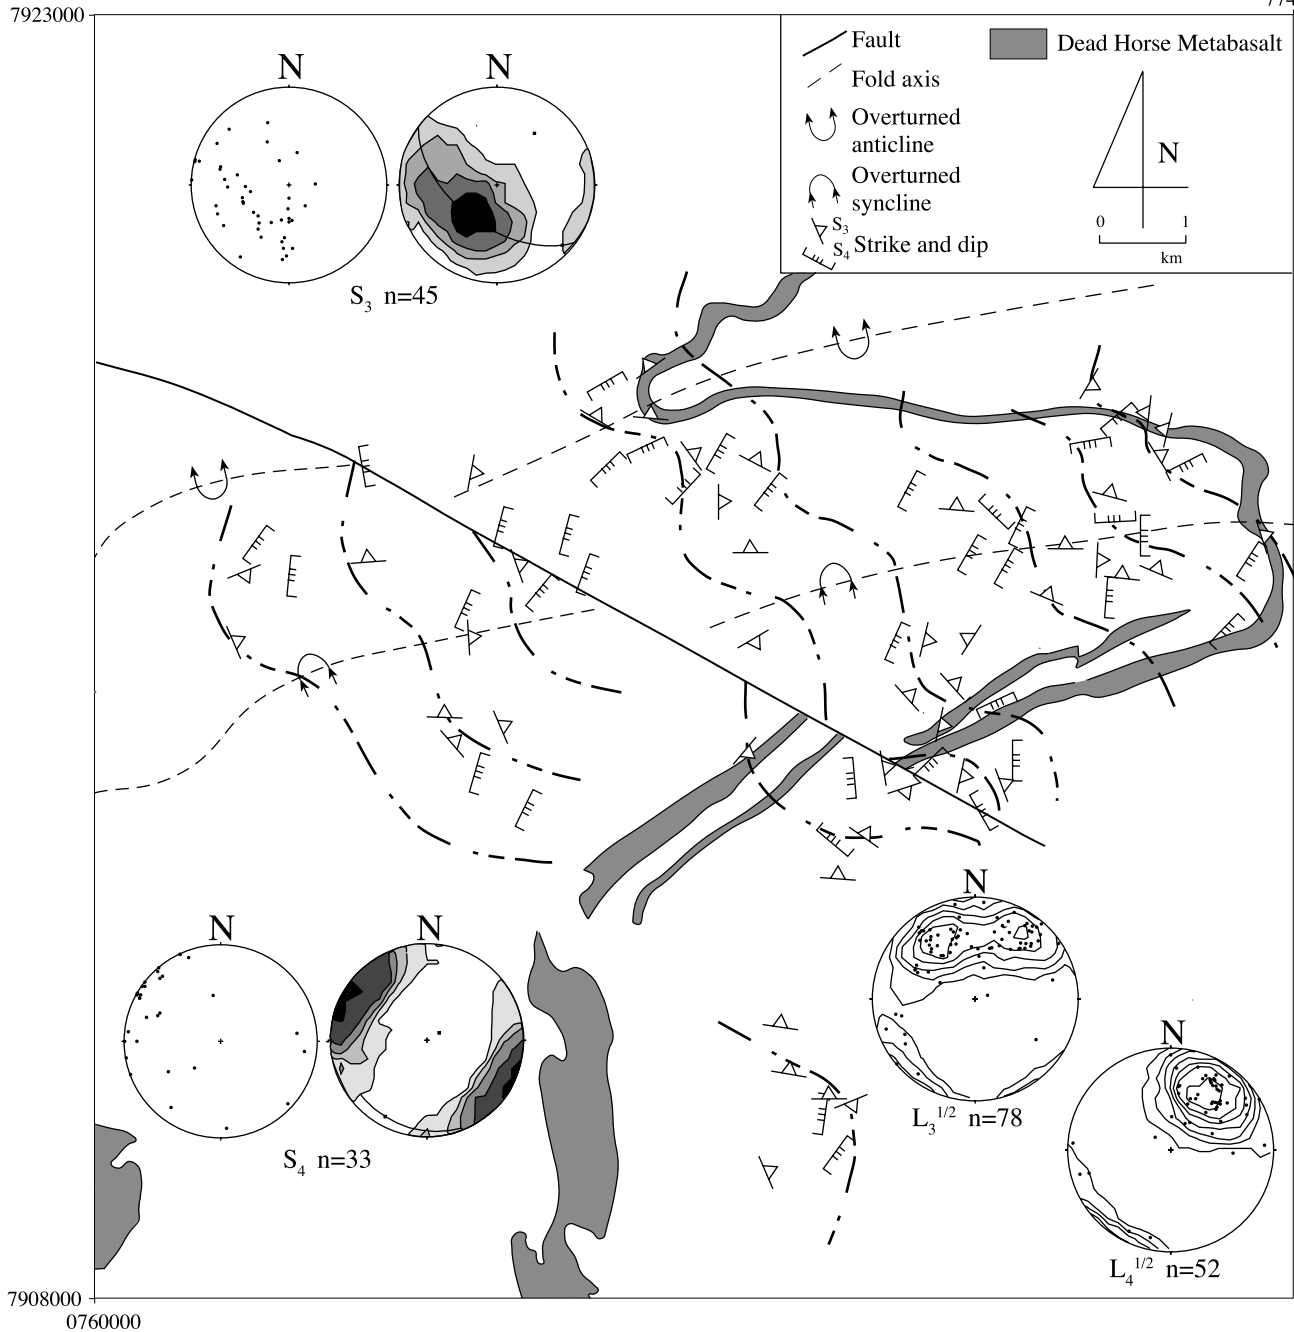 774
7923000
Fault
Dead Horse Metabasalt
Fold axis
Overturned
anticline
N
Overturned
syncline
S3
S4 Strike and dip
0 1
km
N N
S3 n=45
N N
S4 n=33
N
L3 1/2 n=78
N
L4 1/2 n=52
7908000
0760000